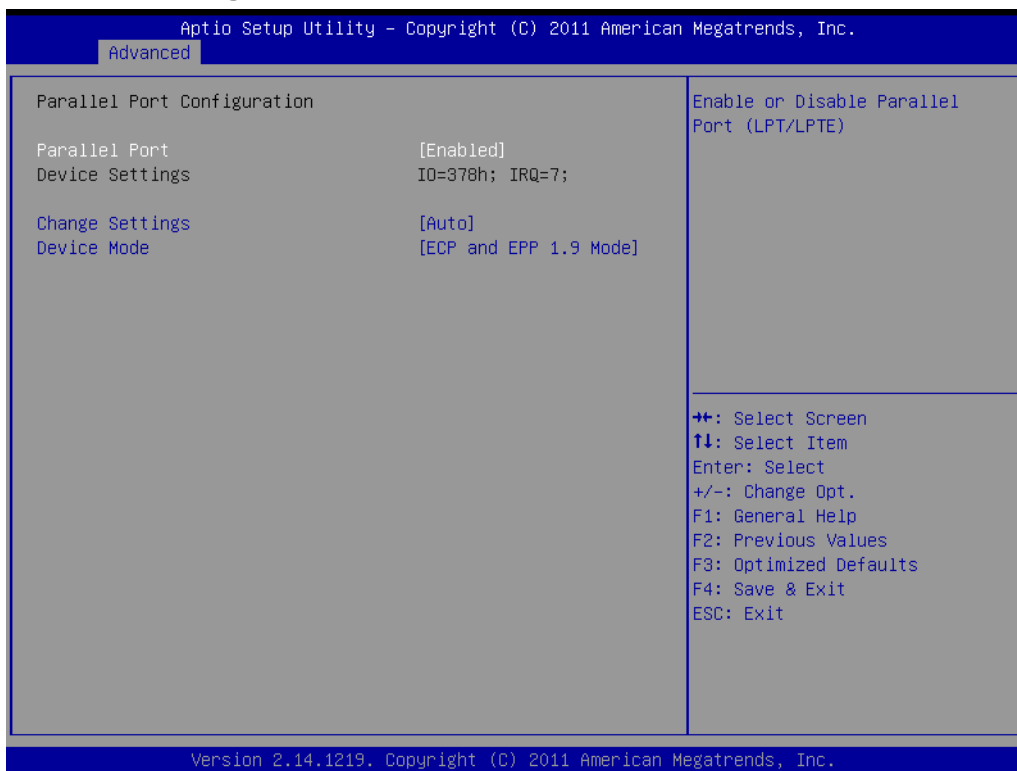 Aptio Setup Utility – Copyright (C) 2011 American Megatrends, Inc.
Advanced
Parallel Port Configuration
Parallel Port [Enabled]
Device Settings IO=378h; IRQ=7;
Change Settings [Auto]
Device Mode [ECP and EPP 1.9 Mode]
Enable or Disable Parallel
Port (LPT/LPTE)
→←: Select Screen
↑↓: Select Item
Enter: Select
+/-: Change Opt.
F1: General Help
F2: Previous Values
F3: Optimized Defaults
F4: Save & Exit
ESC: Exit
Version 2.14.1219. Copyright (C) 2011 American Megatrends, Inc.